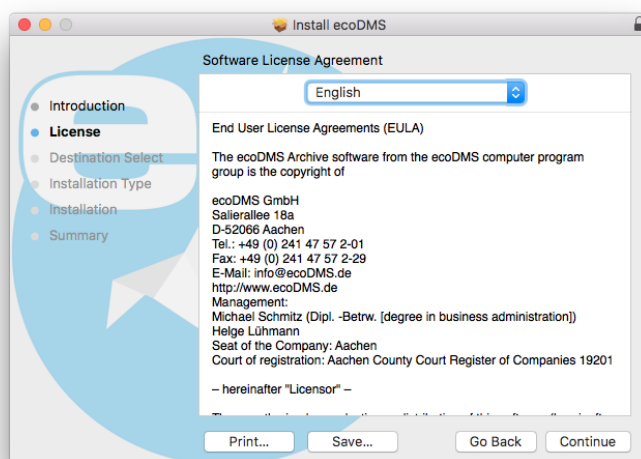 Install ecoDMS
Software License Agreement
English
Introduction
License
Destination Select
Installation Type
Installation
Summary
End User License Agreements (EULA)
The ecoDMS Archive software from the ecoDMS computer program
group is the copyright of
ecoDMS GmbH
Salierallee 18a
D-52066 Aachen
Tel.: +49 (0) 241 47 57 2-01
Fax: +49 (0) 241 47 57 2-29
E-Mail: info@ecoDMS.de
http://www.ecoDMS.de
Management:
Michael Schmitz (Dipl. -Betrw. [degree in business administration])
Helge Lühmann
Seat of the Company: Aachen
Court of registration: Aachen County Court Register of Companies 19201
– hereinafter "Licensor" –
Print...
Save...
Go Back
Continue